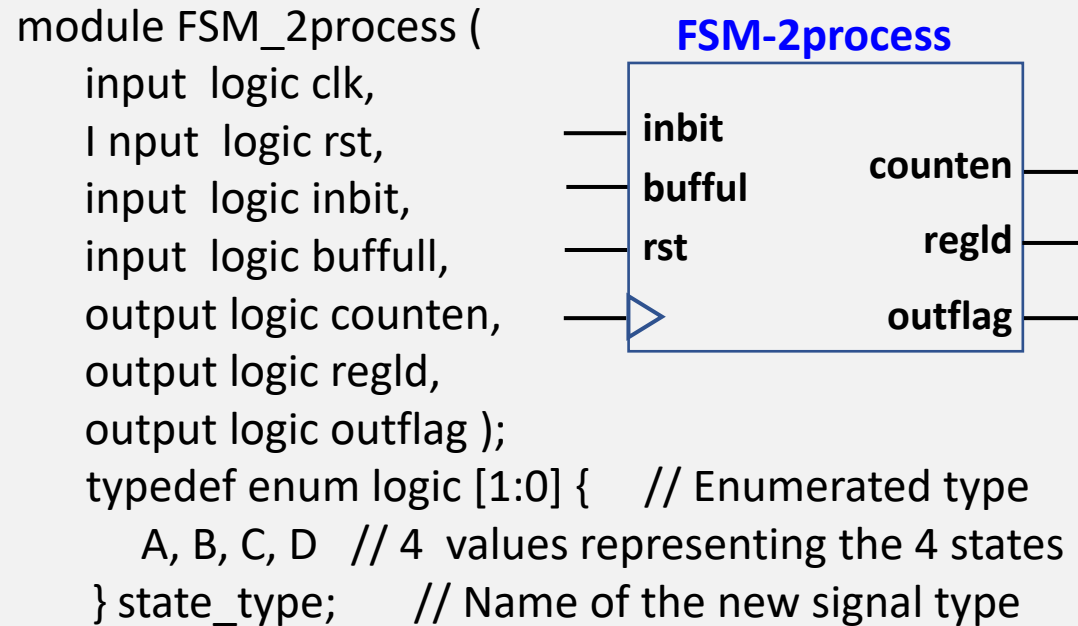 module FSM_2process (
input logic clk,
I nput logic rst,
input logic inbit,
input logic buffull,
output logic counten,
output logic regld,
output logic outflag );
typedef enum logic [1:0] { // Enumerated type
A, B, C, D // 4 values representing the 4 states
} state_type; // Name of the new signal type
FSM-2process
inbit
bufful
rst
counten
regld
outflag